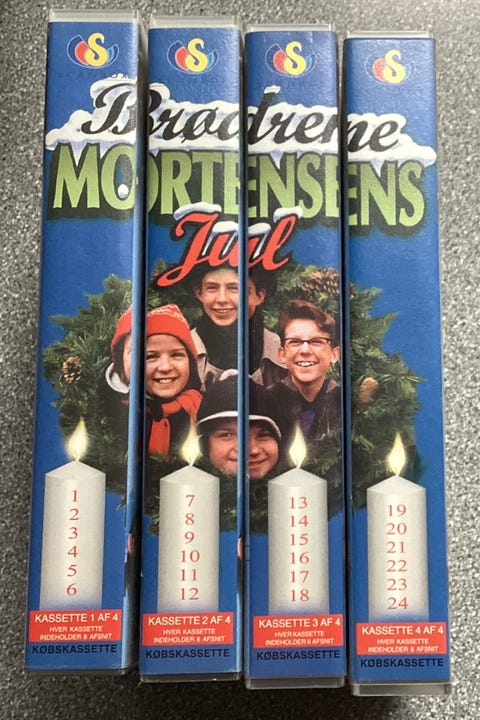 S S S S
Brødrene
MORTENSENS
Jul
1
2
3
4
5
6
KASSETTE 1 AF 4
HVER KASSETTE
INDEHOLDER 6 AFSNIT
KØBSKASSETTE
7
8
9
10
11
12
KASSETTE 2 AF 4
HVER KASSETTE
INDEHOLDER 6 AFSNIT
KØBSKASSETTE
13
14
15
16
17
18
KASSETTE 3 AF 4
HVER KASSETTE
INDEHOLDER 6 AFSNIT
KØBSKASSETTE
19
20
21
22
23
24
KASSETTE 4 AF 4
HVER KASSETTE
INDEHOLDER 6 AFSNIT
KØBSKASSETTE